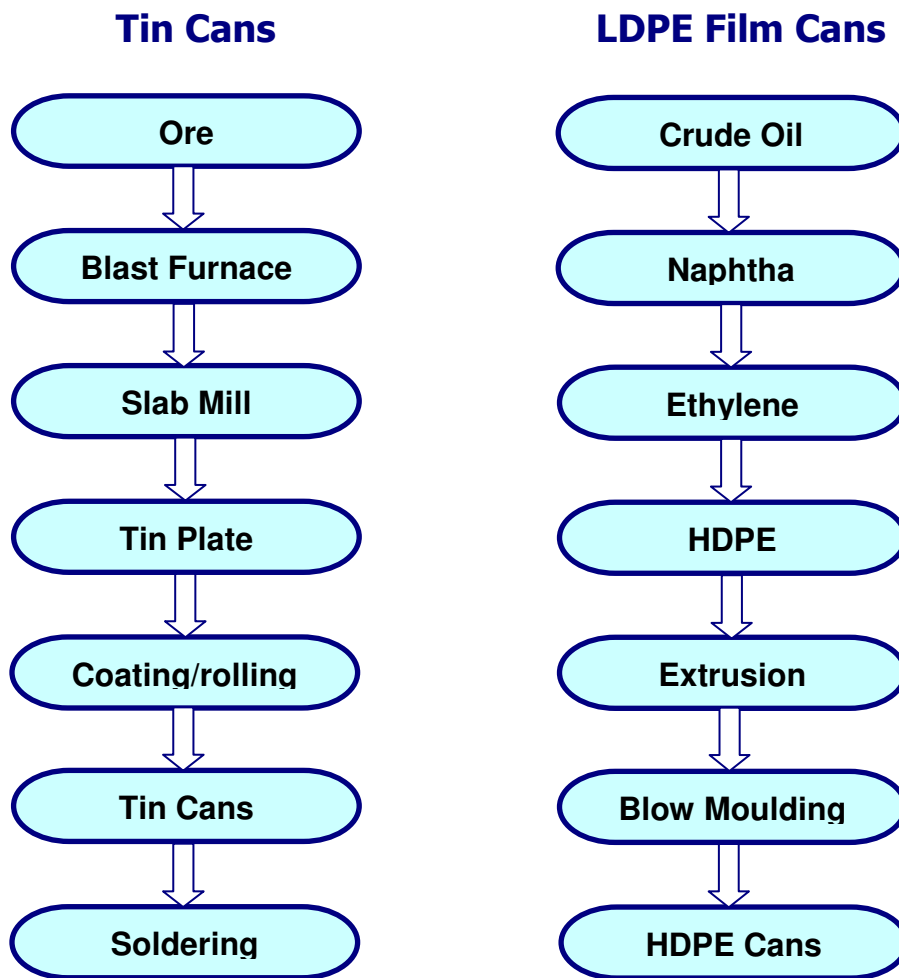 Tin Cans
LDPE Film Cans
Ore
Crude Oil
Blast Furnace
Naphtha
Slab Mill
Ethylene
Tin Plate
HDPE
Coating/rolling
Extrusion
Tin Cans
Blow Moulding
Soldering
HDPE Cans